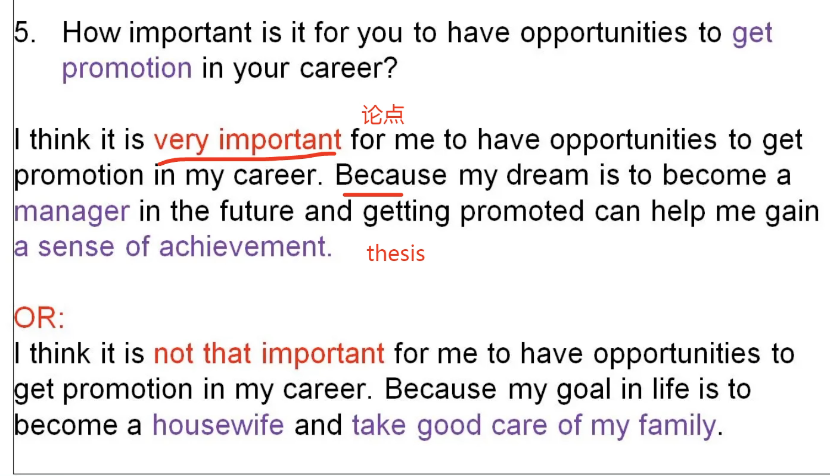 5. How important is it for you to have opportunities to get
promotion in your career?
论点
I think it is very important for me to have opportunities to get
promotion in my career. Because my dream is to become a
manager in the future and getting promoted can help me gain
a sense of achievement.
thesis
OR:
I think it is not that important for me to have opportunities to
get promotion in my career. Because my goal in life is to
become a housewife and take good care of my family.